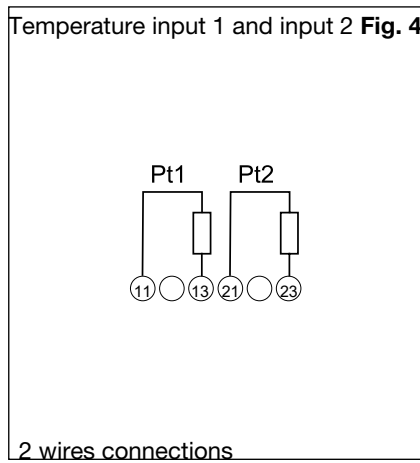 Temperature input 1 and input 2 Fig. 4
Pt1 Pt2
11 13 21 23
2 wires connections